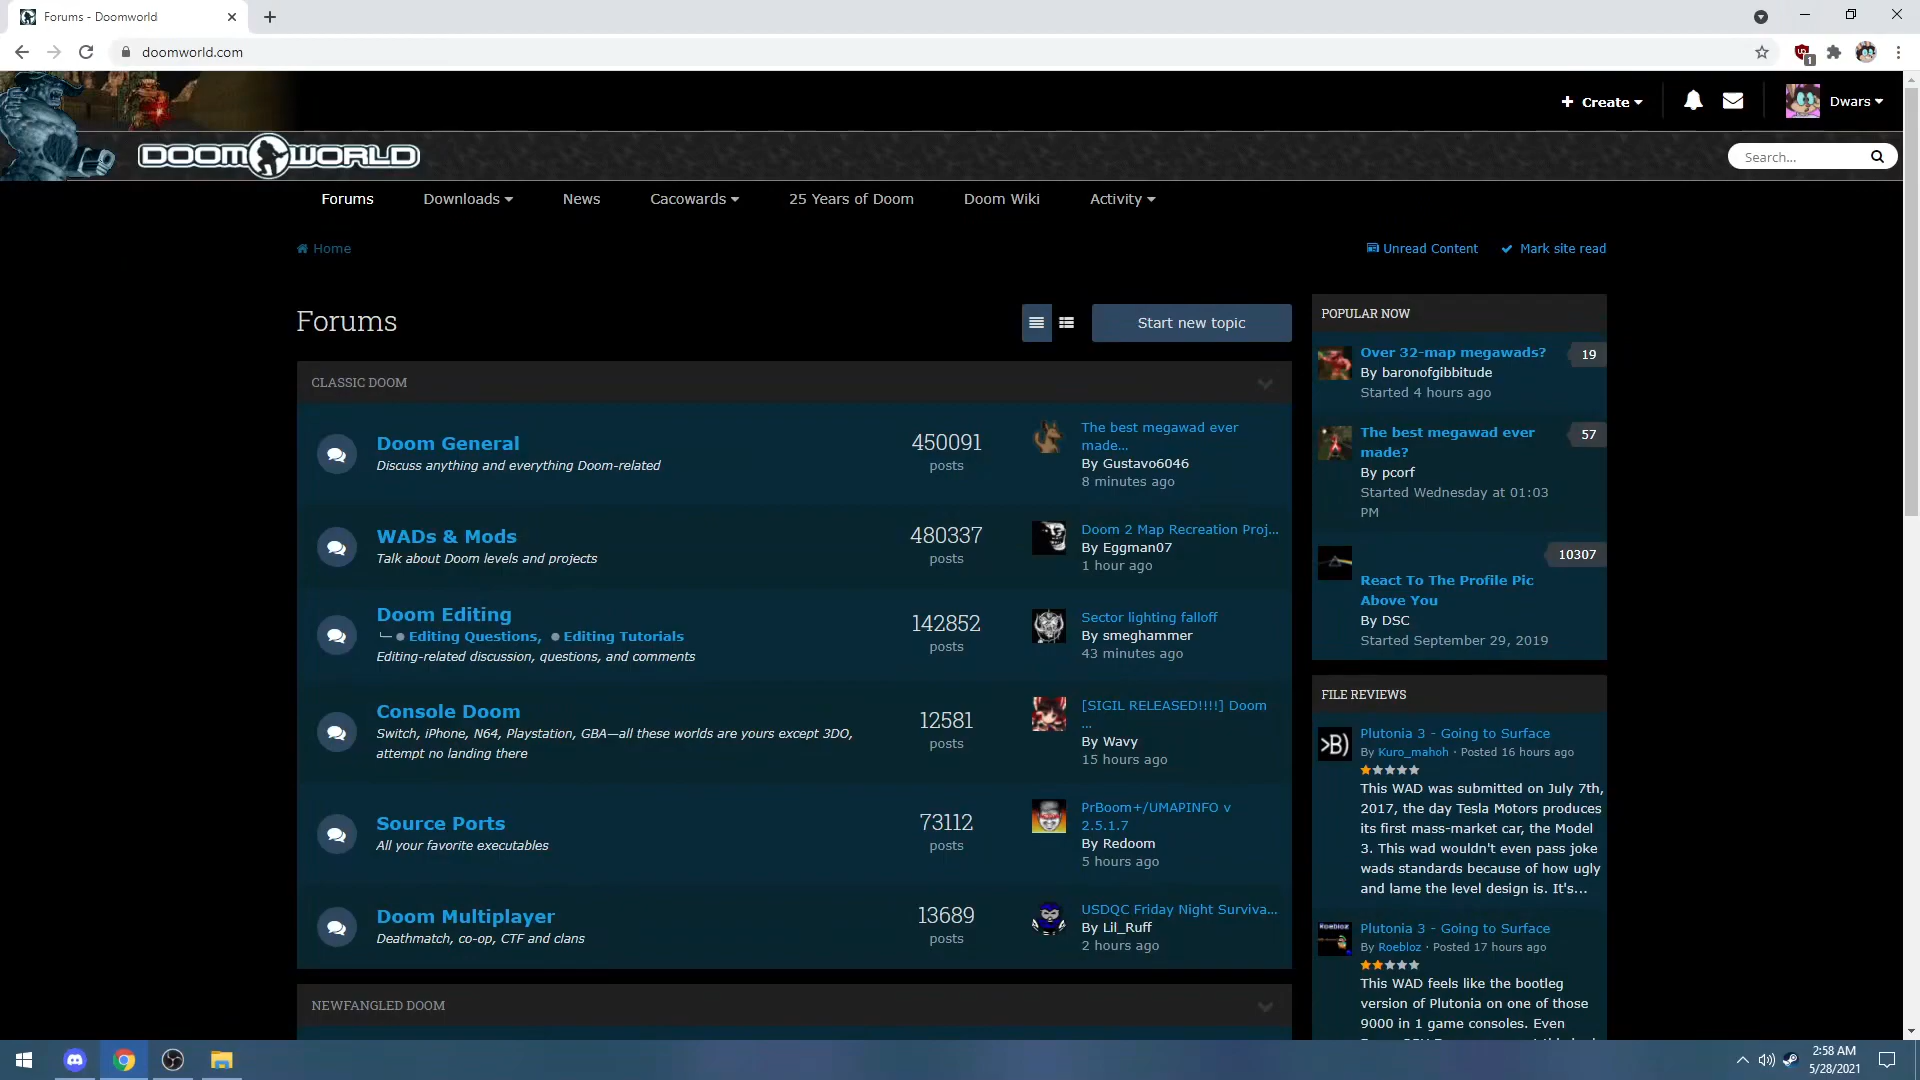 Forums - Doomworld
doomworld.com
1
Create
Dwars
DOOMWORLD
Search...
Forums
Downloads
News
Cacowards
25 Years of Doom
Doom Wiki
Activity
Home
Unread Content
Mark site read
Forums
Start new topic
CLASSIC DOOM
Doom General
Discuss anything and everything Doom-related
450091
posts
The best megawad ever
made...
By Gustavo6046
8 minutes ago
WADs & Mods
Talk about Doom levels and projects
480337
posts
Doom 2 Map Recreation Proj...
By Eggman07
1 hour ago
Doom Editing
Editing Questions, Editing Tutorials
Editing-related discussion, questions, and comments
142852
posts
Sector lighting falloff
By smeghammer
43 minutes ago
Console Doom
Switch, iPhone, N64, Playstation, GBA—all these worlds are yours except 3DO,
attempt no landing there
12581
posts
[SIGIL RELEASED!!!!] Doom
...
By Wavy
15 hours ago
Source Ports
All your favorite executables
73112
posts
PrBoom+/UMAPINFO v
2.5.1.7
By Redoom
5 hours ago
Doom Multiplayer
Deathmatch, co-op, CTF and clans
13689
posts
USDQC Friday Night Surviva...
By Lil_Ruff
2 hours ago
NEWFANGLED DOOM
POPULAR NOW
Over 32-map megawads?
19
By baronofgibbitude
Started 4 hours ago
The best megawad ever
made?
57
By pcorf
Started Wednesday at 01:03
PM
10307
React To The Profile Pic
Above You
By DSC
Started September 29, 2019
FILE REVIEWS
>B)
Plutonia 3 - Going to Surface
By Kuro_mahoh · Posted 16 hours ago
This WAD was submitted on July 7th,
2017, the day Tesla Motors produces
its first mass-market car, the Model
3. This wad wouldn't even pass joke
wads standards because of how ugly
and lame the level design is. It's...
Roebloz
Plutonia 3 - Going to Surface
By Roebloz · Posted 17 hours ago
This WAD feels like the bootleg
version of Plutonia on one of those
9000 in 1 game consoles. Even
2:58 AM
5/28/2021